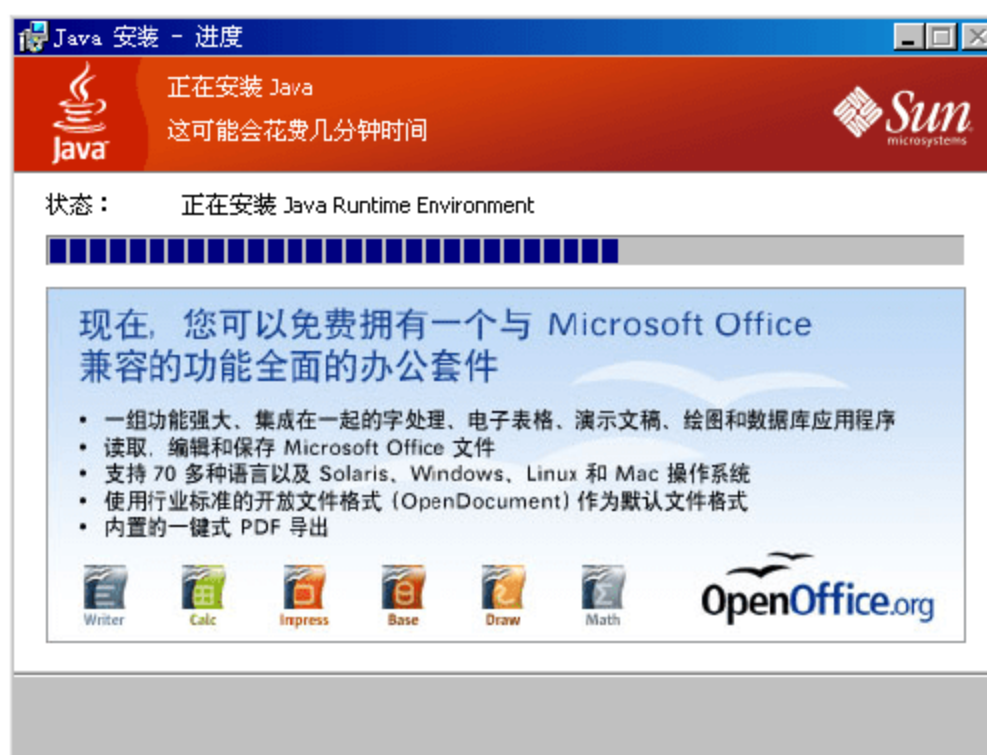 Java 安装 - 进度
正在安装 Java
这可能会花费几分钟时间
Java
Sun
microsystems
状态： 正在安装 Java Runtime Environment
现在, 您可以免费拥有一个与 Microsoft Office
兼容的功能全面的办公套件
• 一组功能强大、集成在一起的字处理、电子表格、演示文稿、绘图和数据库应用程序
• 读取, 编辑和保存 Microsoft Office 文件
• 支持 70 多种语言以及 Solaris、Windows、Linux 和 Mac 操作系统
• 使用行业标准的开放文件格式 (OpenDocument) 作为默认文件格式
• 内置的一键式 PDF 导出
Writer Calc Impress Base Draw Math
OpenOffice.org